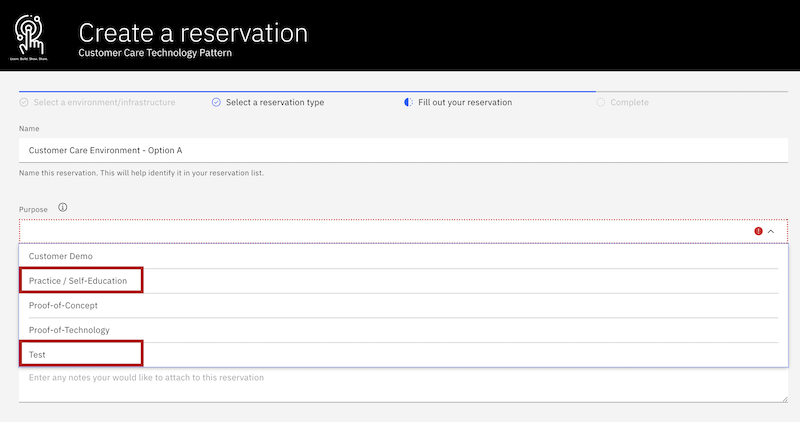 Create a reservation
Customer Care Technology Pattern
Learn. Build. Show. Share.
Select a environment/infrastructure
Select a reservation type
Fill out your reservation
Complete
Name
Customer Care Environment - Option A
Name this reservation. This will help identify it in your reservation list.
Purpose
Customer Demo
Practice / Self-Education
Proof-of-Concept
Proof-of-Technology
Test
Enter any notes your would like to attach to this reservation